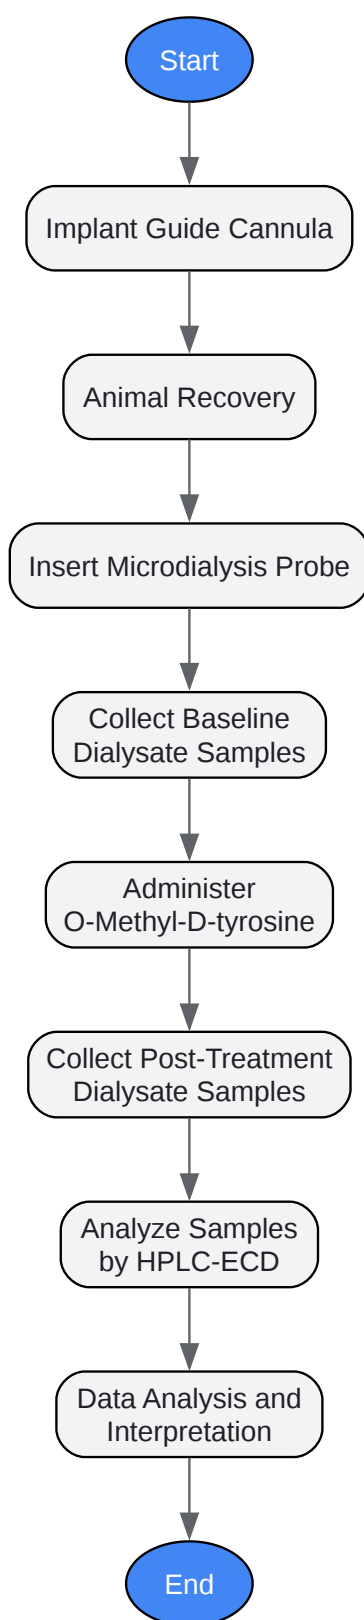 Start
Implant Guide Cannula
Animal Recovery
Insert Microdialysis Probe
Collect Baseline
Dialysate Samples
Administer
O-Methyl-D-tyrosine
Collect Post-Treatment
Dialysate Samples
Analyze Samples
by HPLC-ECD
Data Analysis and
Interpretation
End